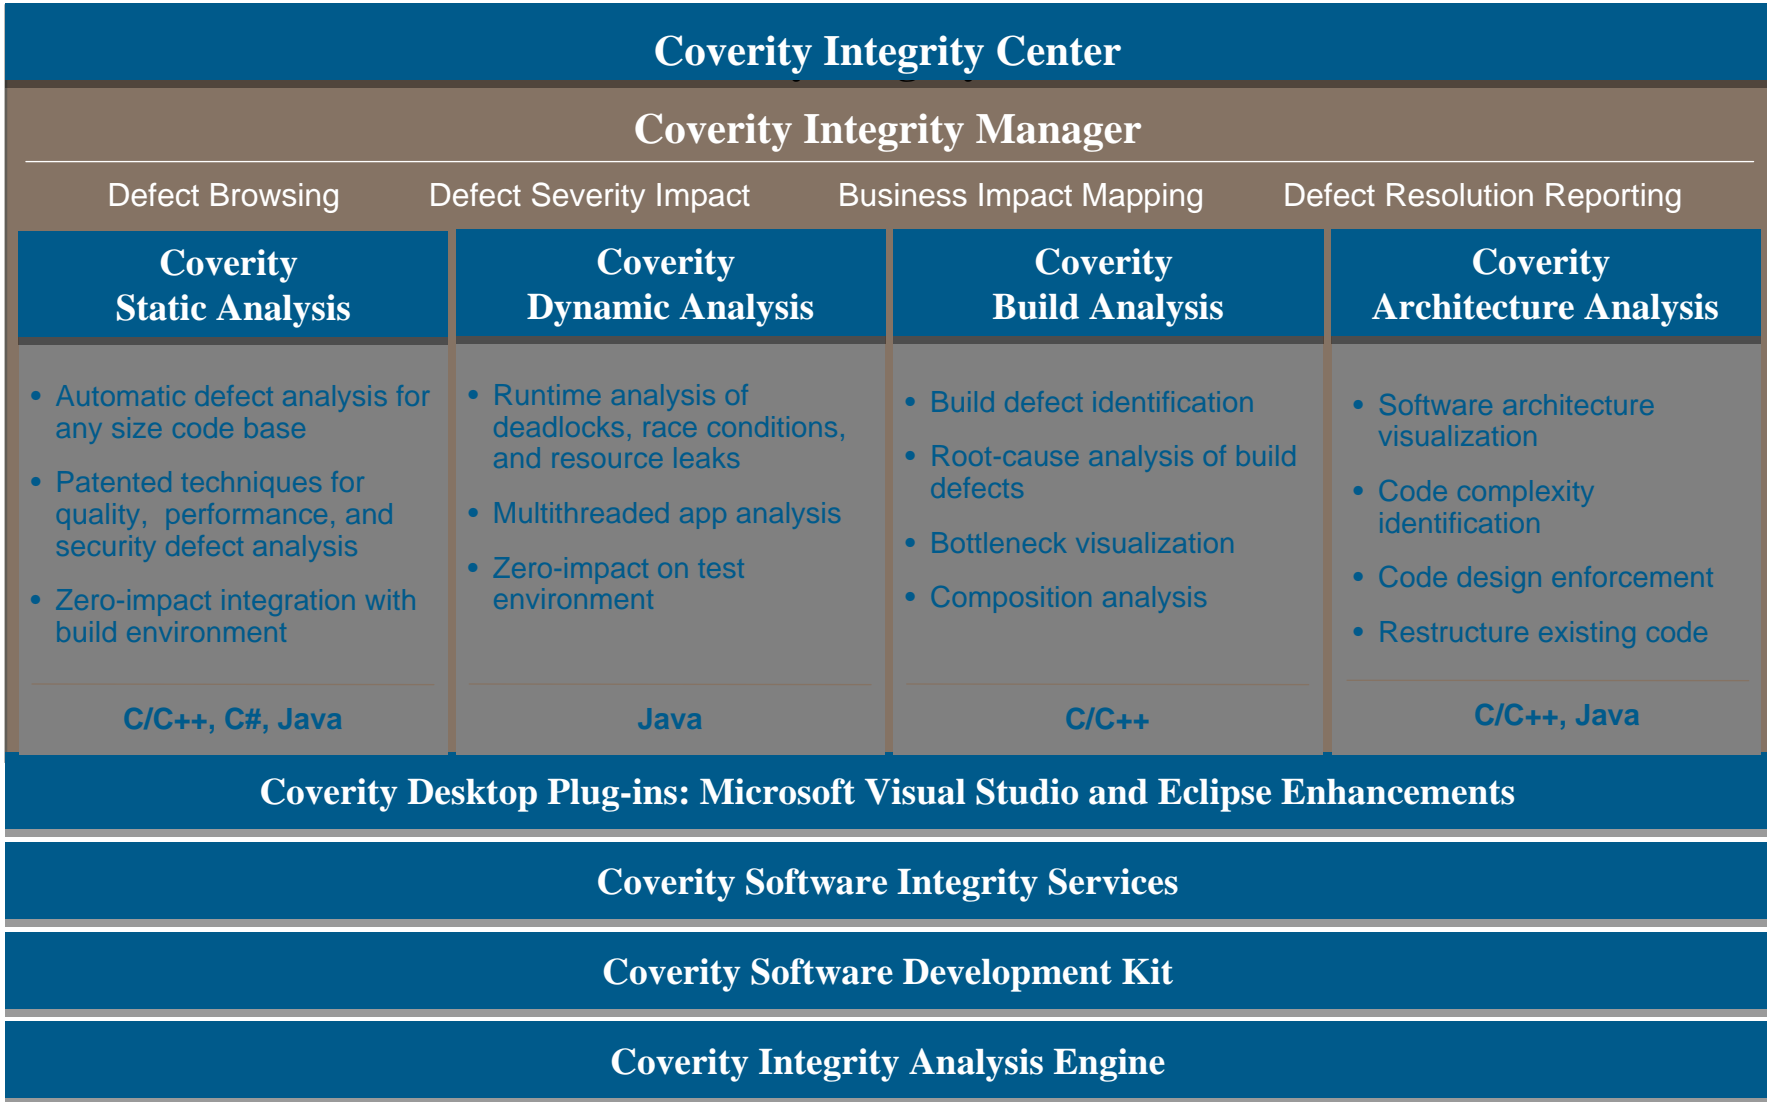 Coverity Integrity Center
Coverity Integrity Manager
Defect Browsing
Defect Severity Impact
Business Impact Mapping
Defect Resolution Reporting
Coverity
Static Analysis
• Automatic defect analysis for
any size code base
• Patented techniques for
quality,  performance, and
security defect analysis
• Zero-impact integration with
build environment
C/C++, C#, Java
Coverity
Dynamic Analysis
• Runtime analysis of
deadlocks, race conditions,
and resource leaks
• Multithreaded app analysis
• Zero-impact on test
environment
Java
Coverity
Build Analysis
• Build defect identification
• Root-cause analysis of build
defects
• Bottleneck visualization
• Composition analysis
C/C++
Coverity
Architecture Analysis
• Software architecture
visualization
• Code complexity
identification
• Code design enforcement
• Restructure existing code
C/C++, Java
Coverity Desktop Plug-ins: Microsoft Visual Studio and Eclipse Enhancements
Coverity Software Integrity Services
Coverity Software Development Kit
Coverity Integrity Analysis Engine